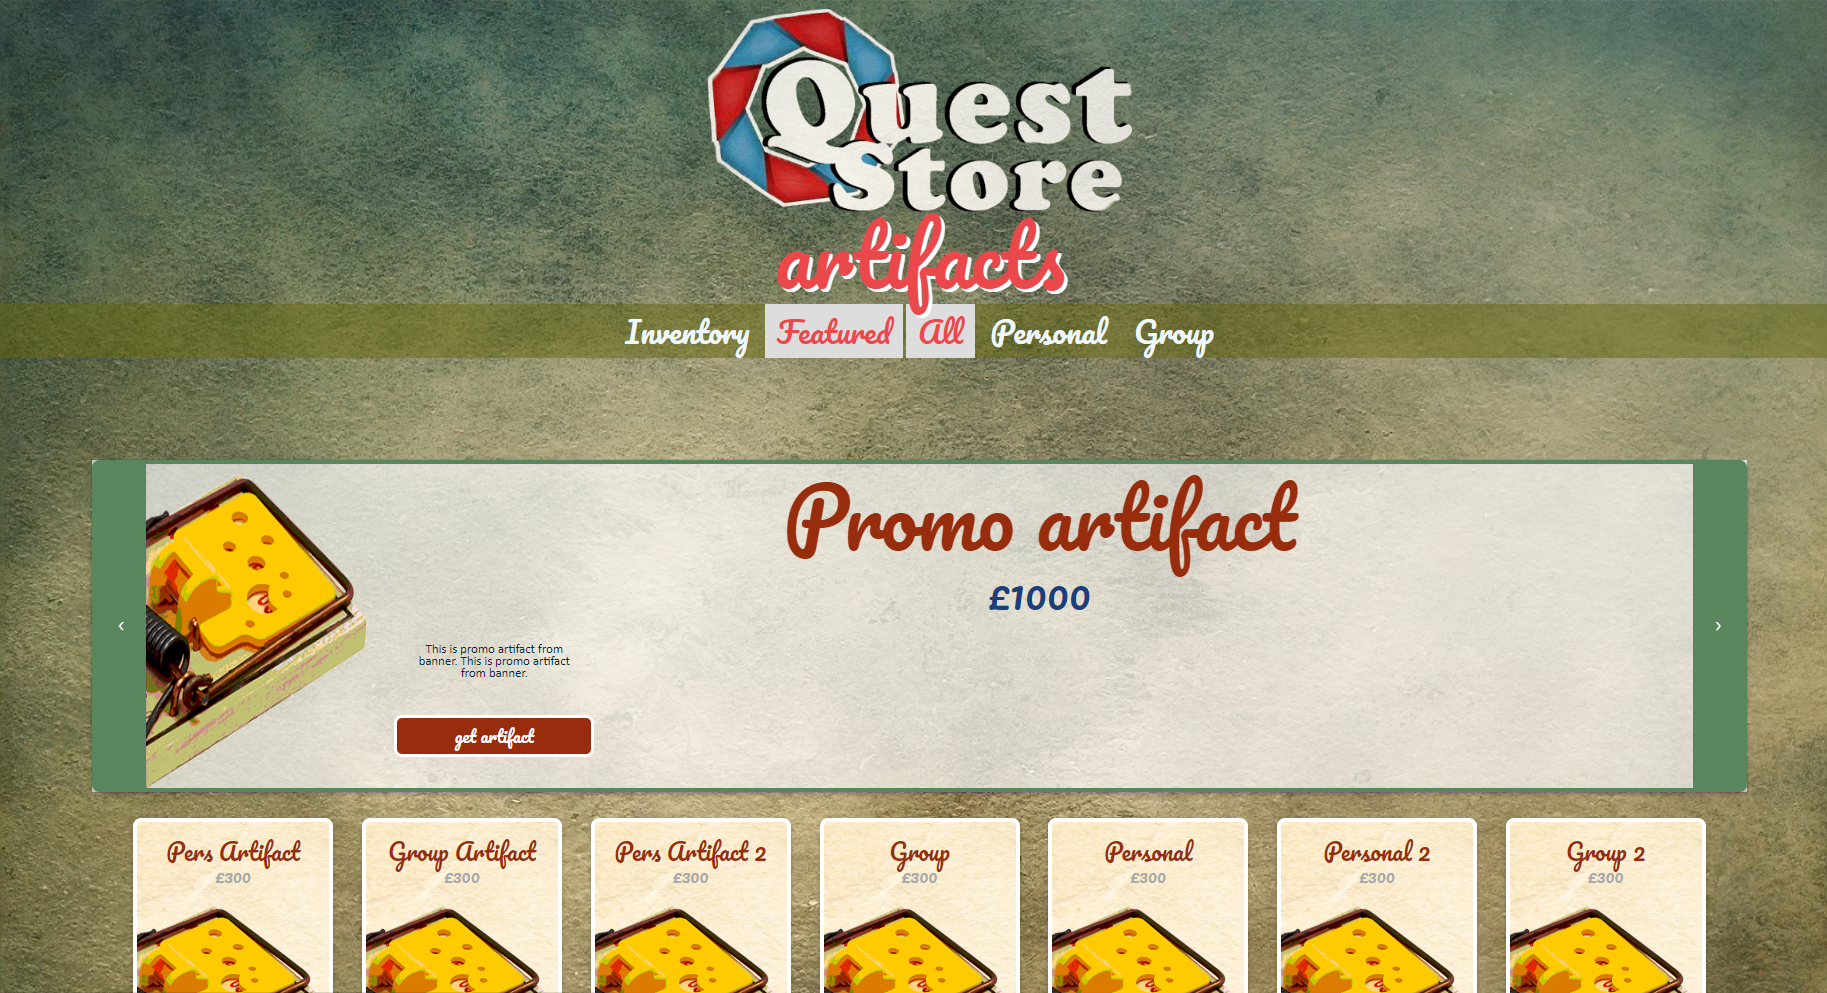 Quest
Store
artifacts
Inventory Featured All Personal Group
Promo artifact
£1000
‹ ›
This is promo artifact from
banner. This is promo artifact
from banner.
get artifact
Pers Artifact Group Artifact Pers Artifact 2 Group Personal Personal 2 Group 2
£300 £300 £300 £300 £300 £300 £300